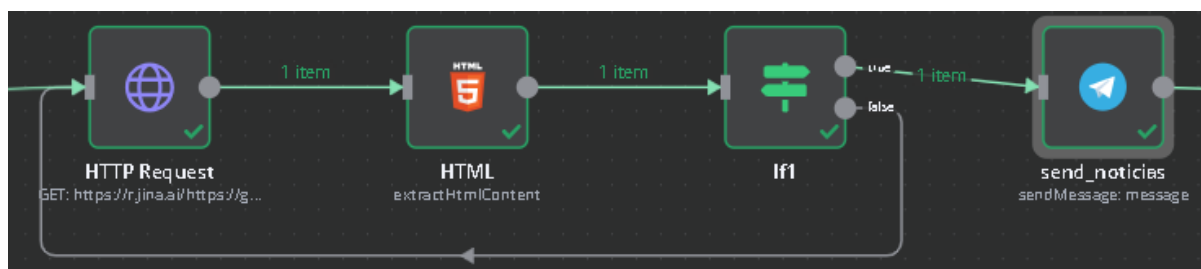 HTML
5
1 item
1 item
true
1 item
false
HTTP Request
HTML
If1
send_noticias
GET: https://r.jina.ai/https://g...
extractHtmlContent
sendMessage: message